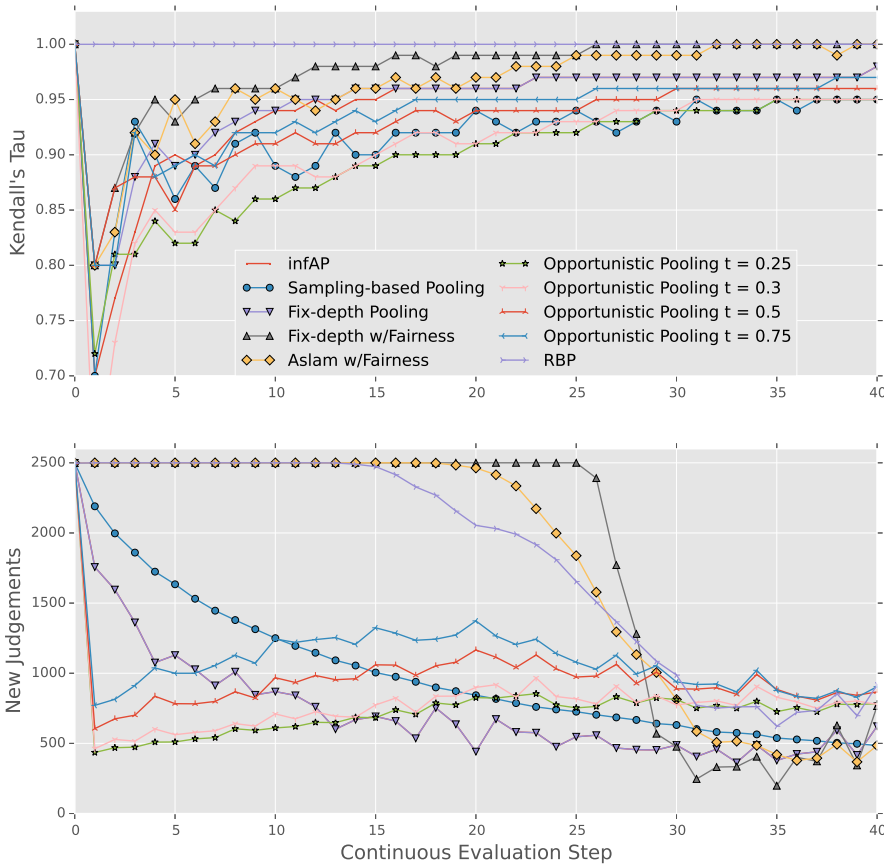 1.00
0.95
0.90
0.85
0.80
0.75
0.70
Kendall's Tau
infAP
Sampling-based Pooling
Fix-depth Pooling
Fix-depth w/Fairness
Aslam w/Fairness
Opportunistic Pooling t = 0.25
Opportunistic Pooling t = 0.3
Opportunistic Pooling t = 0.5
Opportunistic Pooling t = 0.75
RBP
0 5 10 15 20 25 30 35 40
2500
2000
1500
1000
500
0
New Judgements
0 5 10 15 20 25 30 35 40
Continuous Evaluation Step